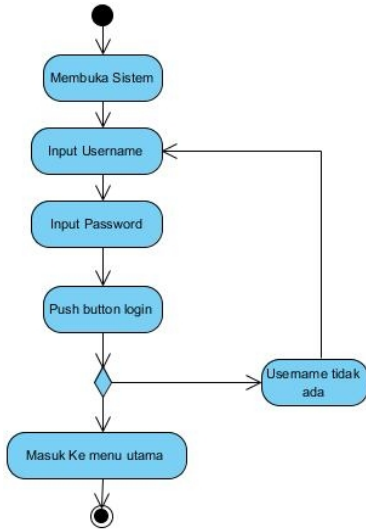 Membuka Sistem
Input Username
Input Password
Push button login
Username tidak
ada
Masuk Ke menu utama